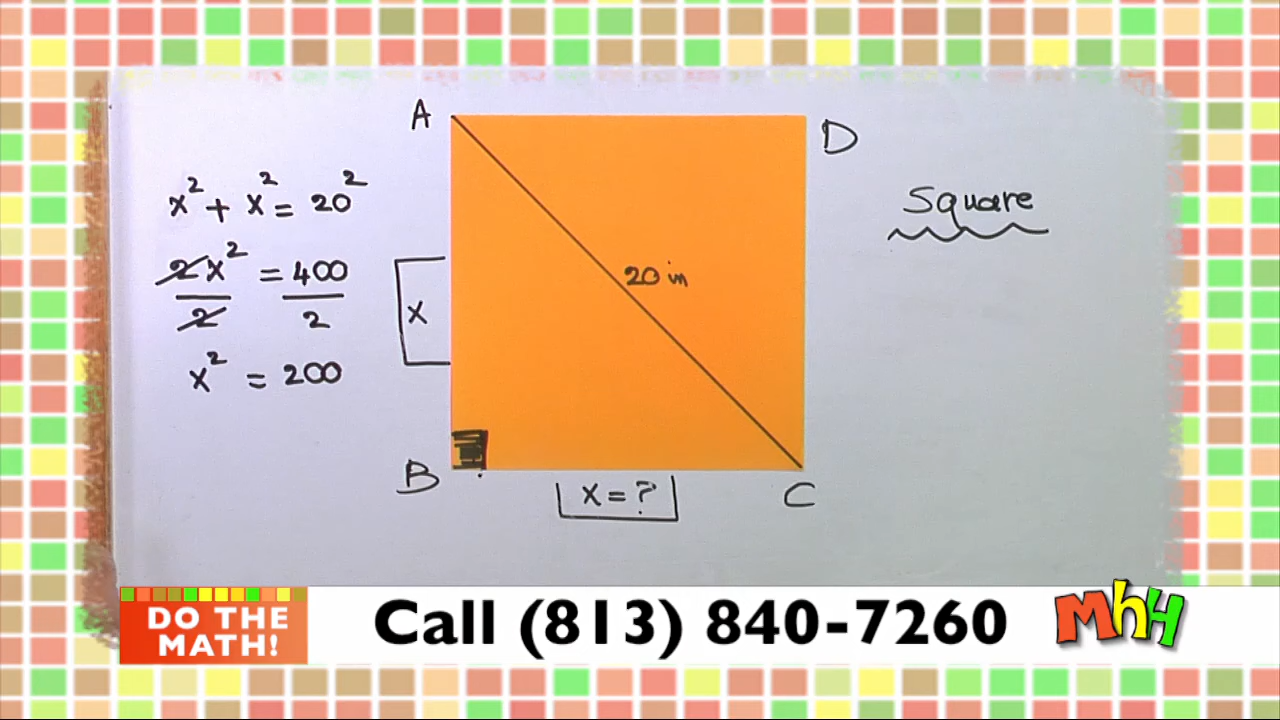 A
D
x² + x² = 20²
Square
2x² = 400
2 2
20 in
x
x² = 200
B
x = ?
C
DO THE
MATH!
Call (813) 840-7260
Mh4